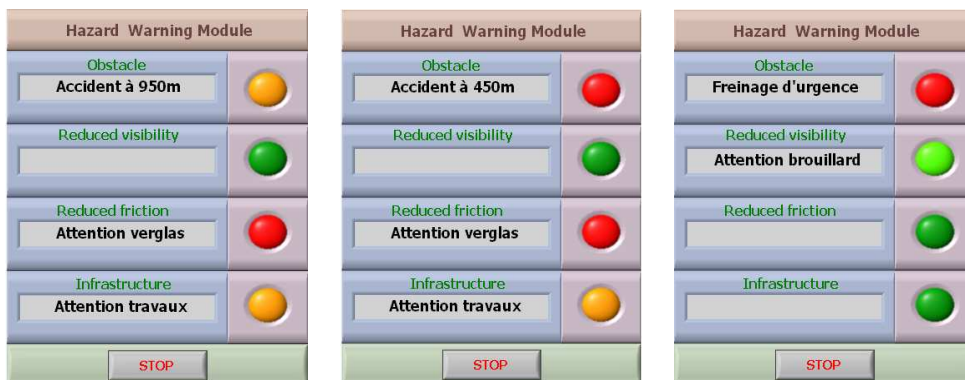 Hazard Warning Module
Obstacle
Accident à 950m
Reduced visibility
Reduced friction
Attention verglas
Infrastructure
Attention travaux
STOP
Hazard Warning Module
Obstacle
Accident à 450m
Reduced visibility
Reduced friction
Attention verglas
Infrastructure
Attention travaux
STOP
Hazard Warning Module
Obstacle
Freinage d'urgence
Reduced visibility
Attention brouillard
Reduced friction
Infrastructure
STOP